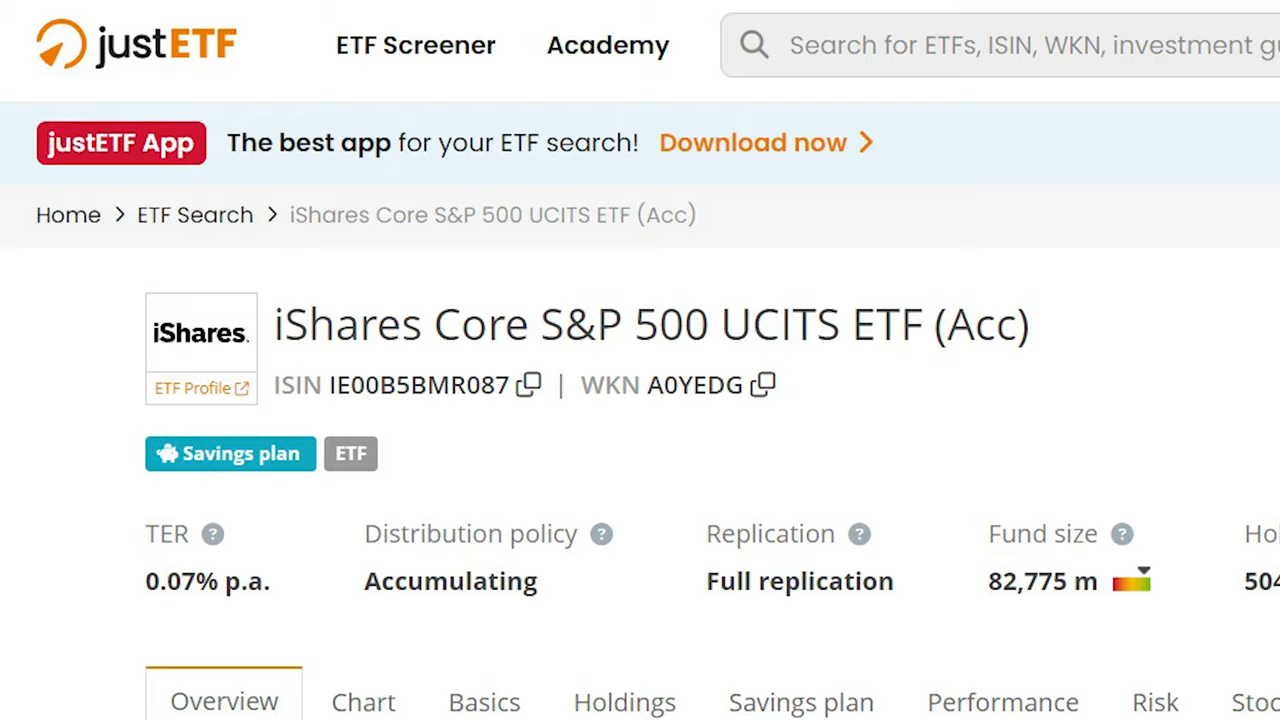 justETF
ETF Screener
Academy
Search for ETFs, ISIN, WKN, investment
justETF App The best app for your ETF search! Download now
Home > ETF Search > iShares Core S&P 500 UCITS ETF (Acc)
iShares.
ETF Profile
iShares Core S&P 500 UCITS ETF (Acc)
ISIN IE00B5BMR087 | WKN A0YEDG
Savings plan ETF
TER ? Distribution policy ? Replication ? Fund size ?
0.07% p.a. Accumulating Full replication 82,775 m 504
Overview Chart Basics Holdings Savings plan Performance Risk